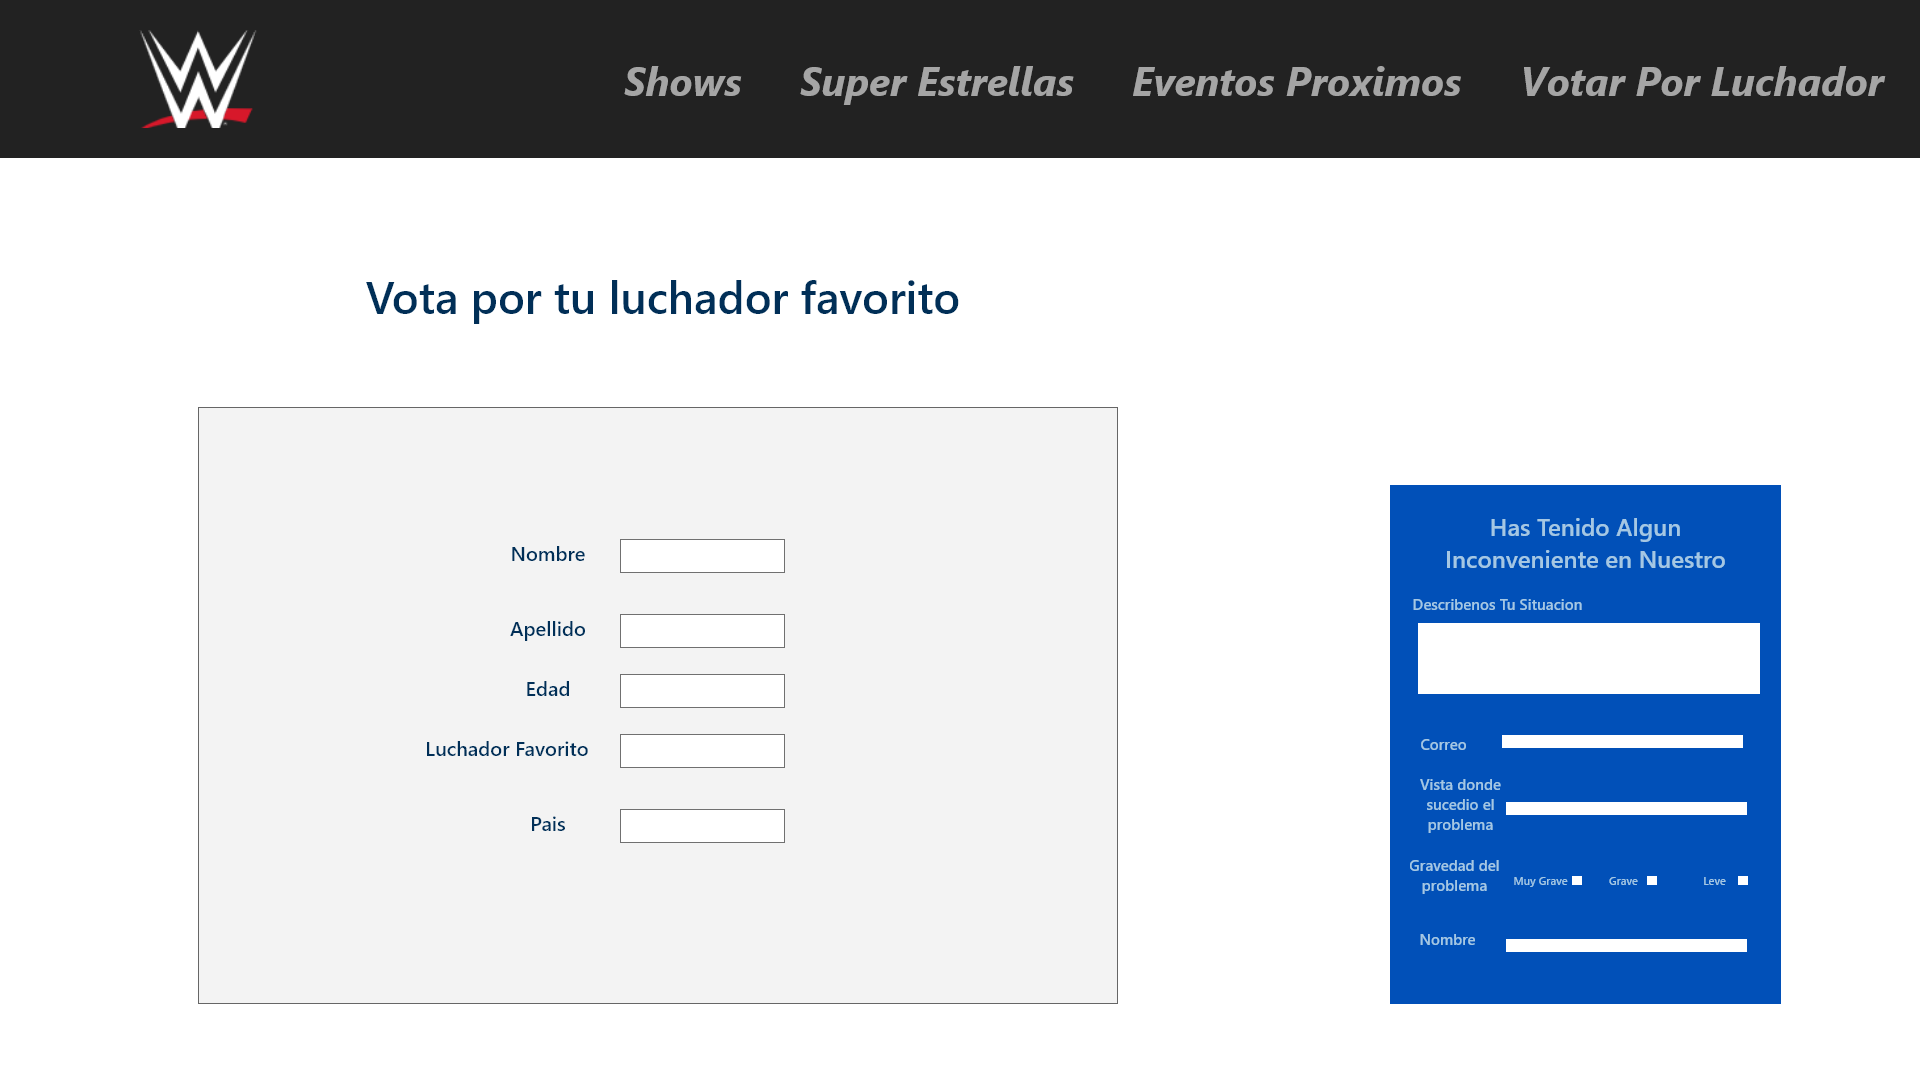 W
Shows Super Estrellas Eventos Proximos Votar Por Luchador
Vota por tu luchador favorito
Nombre
Apellido
Edad
Luchador Favorito
Pais
Has Tenido Algun
Inconveniente en Nuestro
Describenos Tu Situacion
Correo
Vista donde
sucedio el
problema
Gravedad del
problema
Muy Grave Grave Leve
Nombre